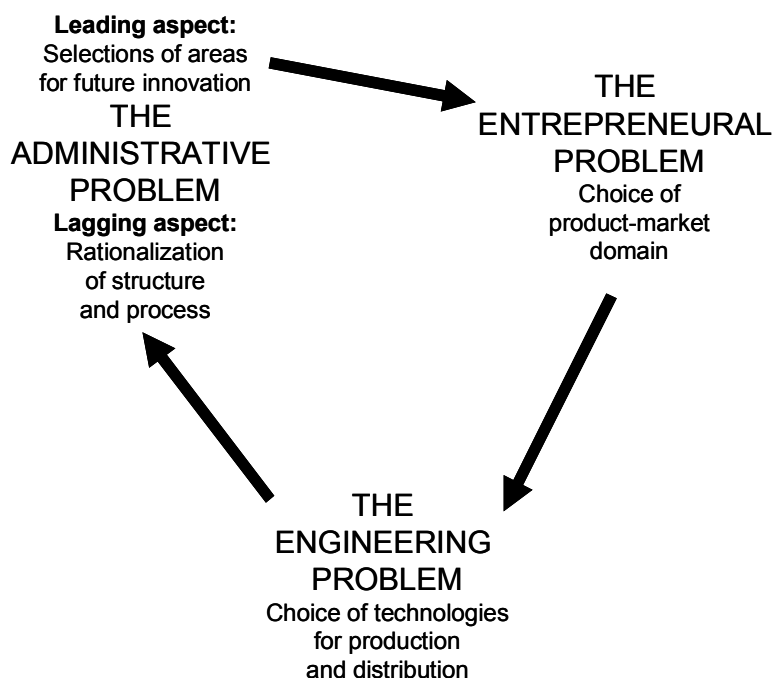 Leading aspect:
Selections of areas
for future innovation
THE
ADMINISTRATIVE
PROBLEM
Lagging aspect:
Rationalization
of structure
and process
THE
ENTREPRENEURAL
PROBLEM
Choice of
product-market
domain
THE
ENGINEERING
PROBLEM
Choice of technologies
for production
and distribution